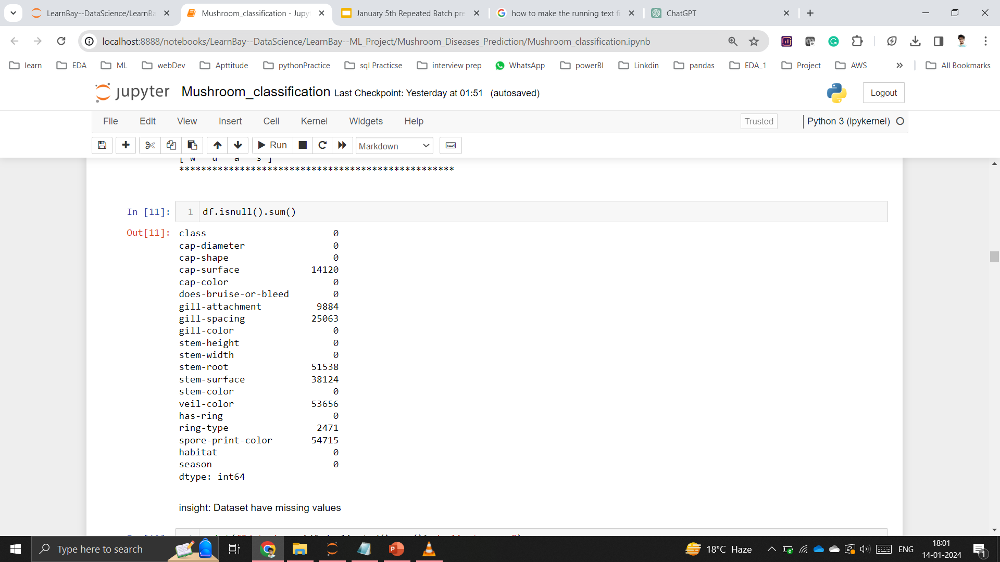 LearnBay--DataScience/LearnBa
Mushroom_classification - Jupy
January 5th Repeated Batch pre
how to make the running text fi
ChatGPT
localhost:8888/notebooks/LearnBay--DataScience/LearnBay--ML_Project/Mushroom_Diseases_Prediction/Mushroom_classification.ipynb
learn EDA ML webDev Apttitude pythonPractice sql Practicse interview prep WhatsApp powerBI Linkdin pandas EDA_1 Project AWS » All Bookmarks
jupyter Mushroom_classification Last Checkpoint: Yesterday at 01:51 (autosaved)
Logout
File Edit View Insert Cell Kernel Widgets Help Trusted Python 3 (ipykernel)
Run Markdown
[ w u a s ]
**************************************************
In [11]: 1 df.isnull().sum()
Out[11]: class 0
cap-diameter 0
cap-shape 0
cap-surface 14120
cap-color 0
does-bruise-or-bleed 0
gill-attachment 9884
gill-spacing 25063
gill-color 0
stem-height 0
stem-width 0
stem-root 51538
stem-surface 38124
stem-color 0
veil-color 53656
has-ring 0
ring-type 2471
spore-print-color 54715
habitat 0
season 0
dtype: int64
insight: Dataset have missing values
Type here to search
18°C Haze
ENG
18:01
14-01-2024
1